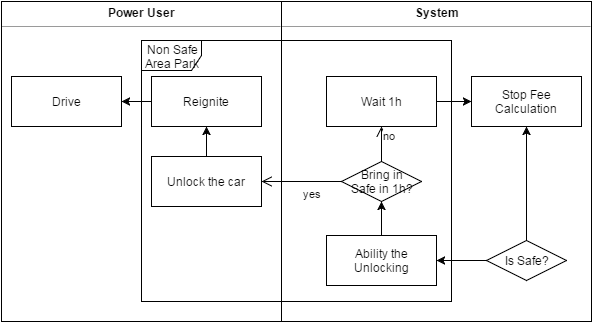 Power User
System
Non Safe
Area Park
Drive
Reignite
Wait 1h
Stop Fee
Calculation
no
Unlock the car
yes
Bring in
Safe in 1h?
Ability the
Unlocking
Is Safe?